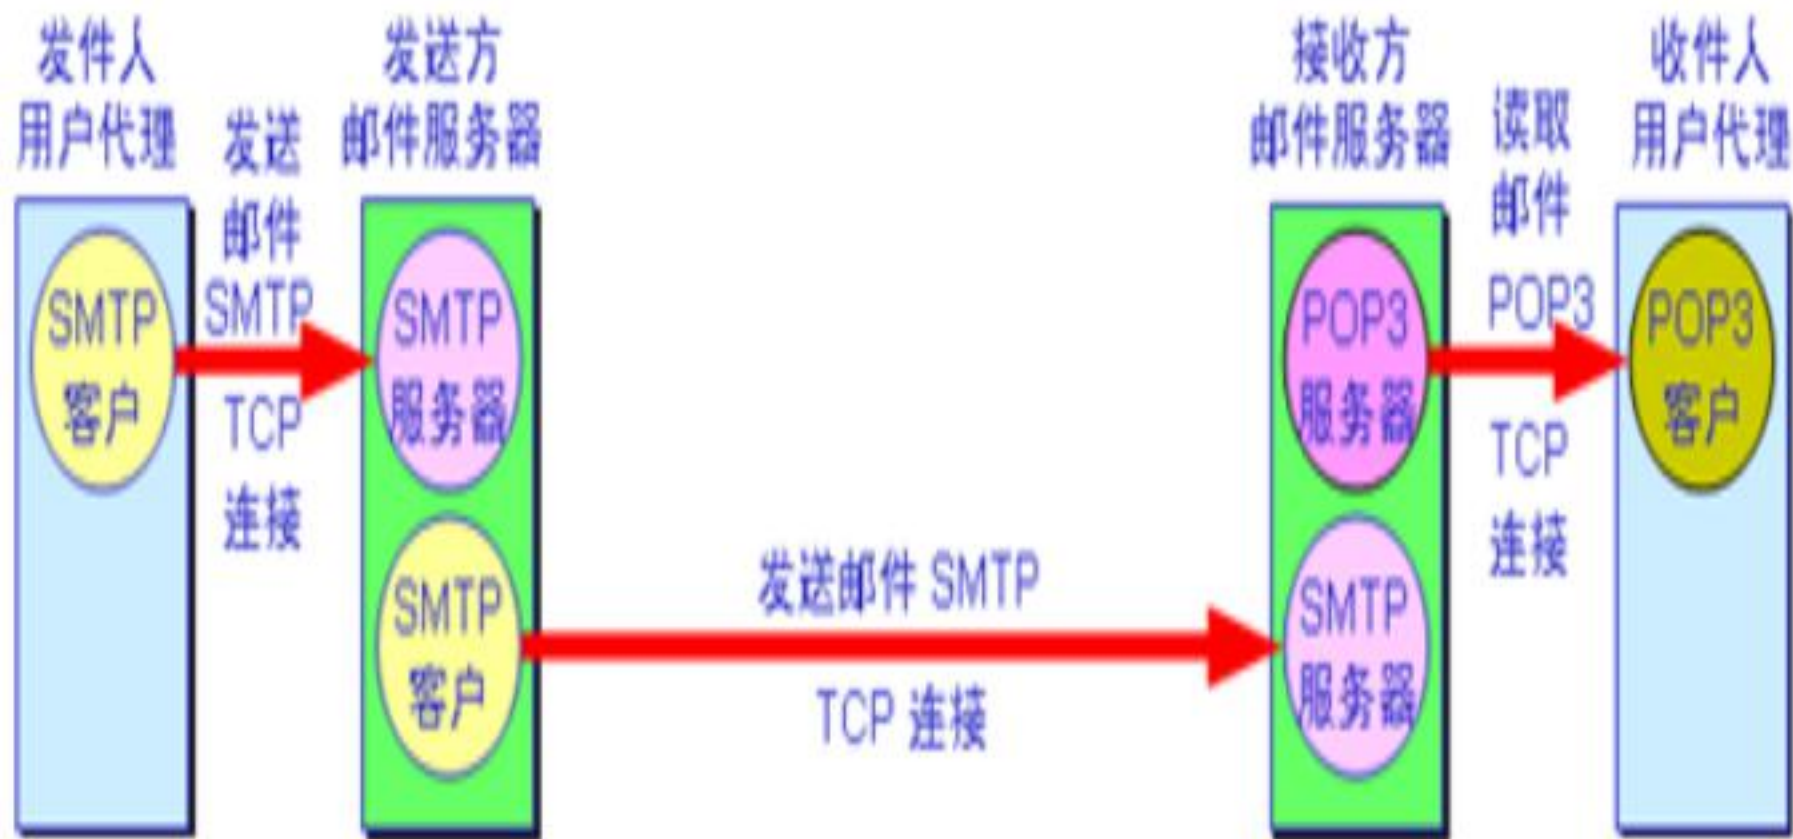 发件人
用户代理
发送
邮件
SMTP
TCP
连接
发送方
邮件服务器
SMTP
客户
SMTP
服务器
SMTP
客户
发送邮件 SMTP
TCP 连接
接收方
邮件服务器
POP3
服务器
SMTP
服务器
读取
邮件
POP3
TCP
连接
收件人
用户代理
POP3
客户